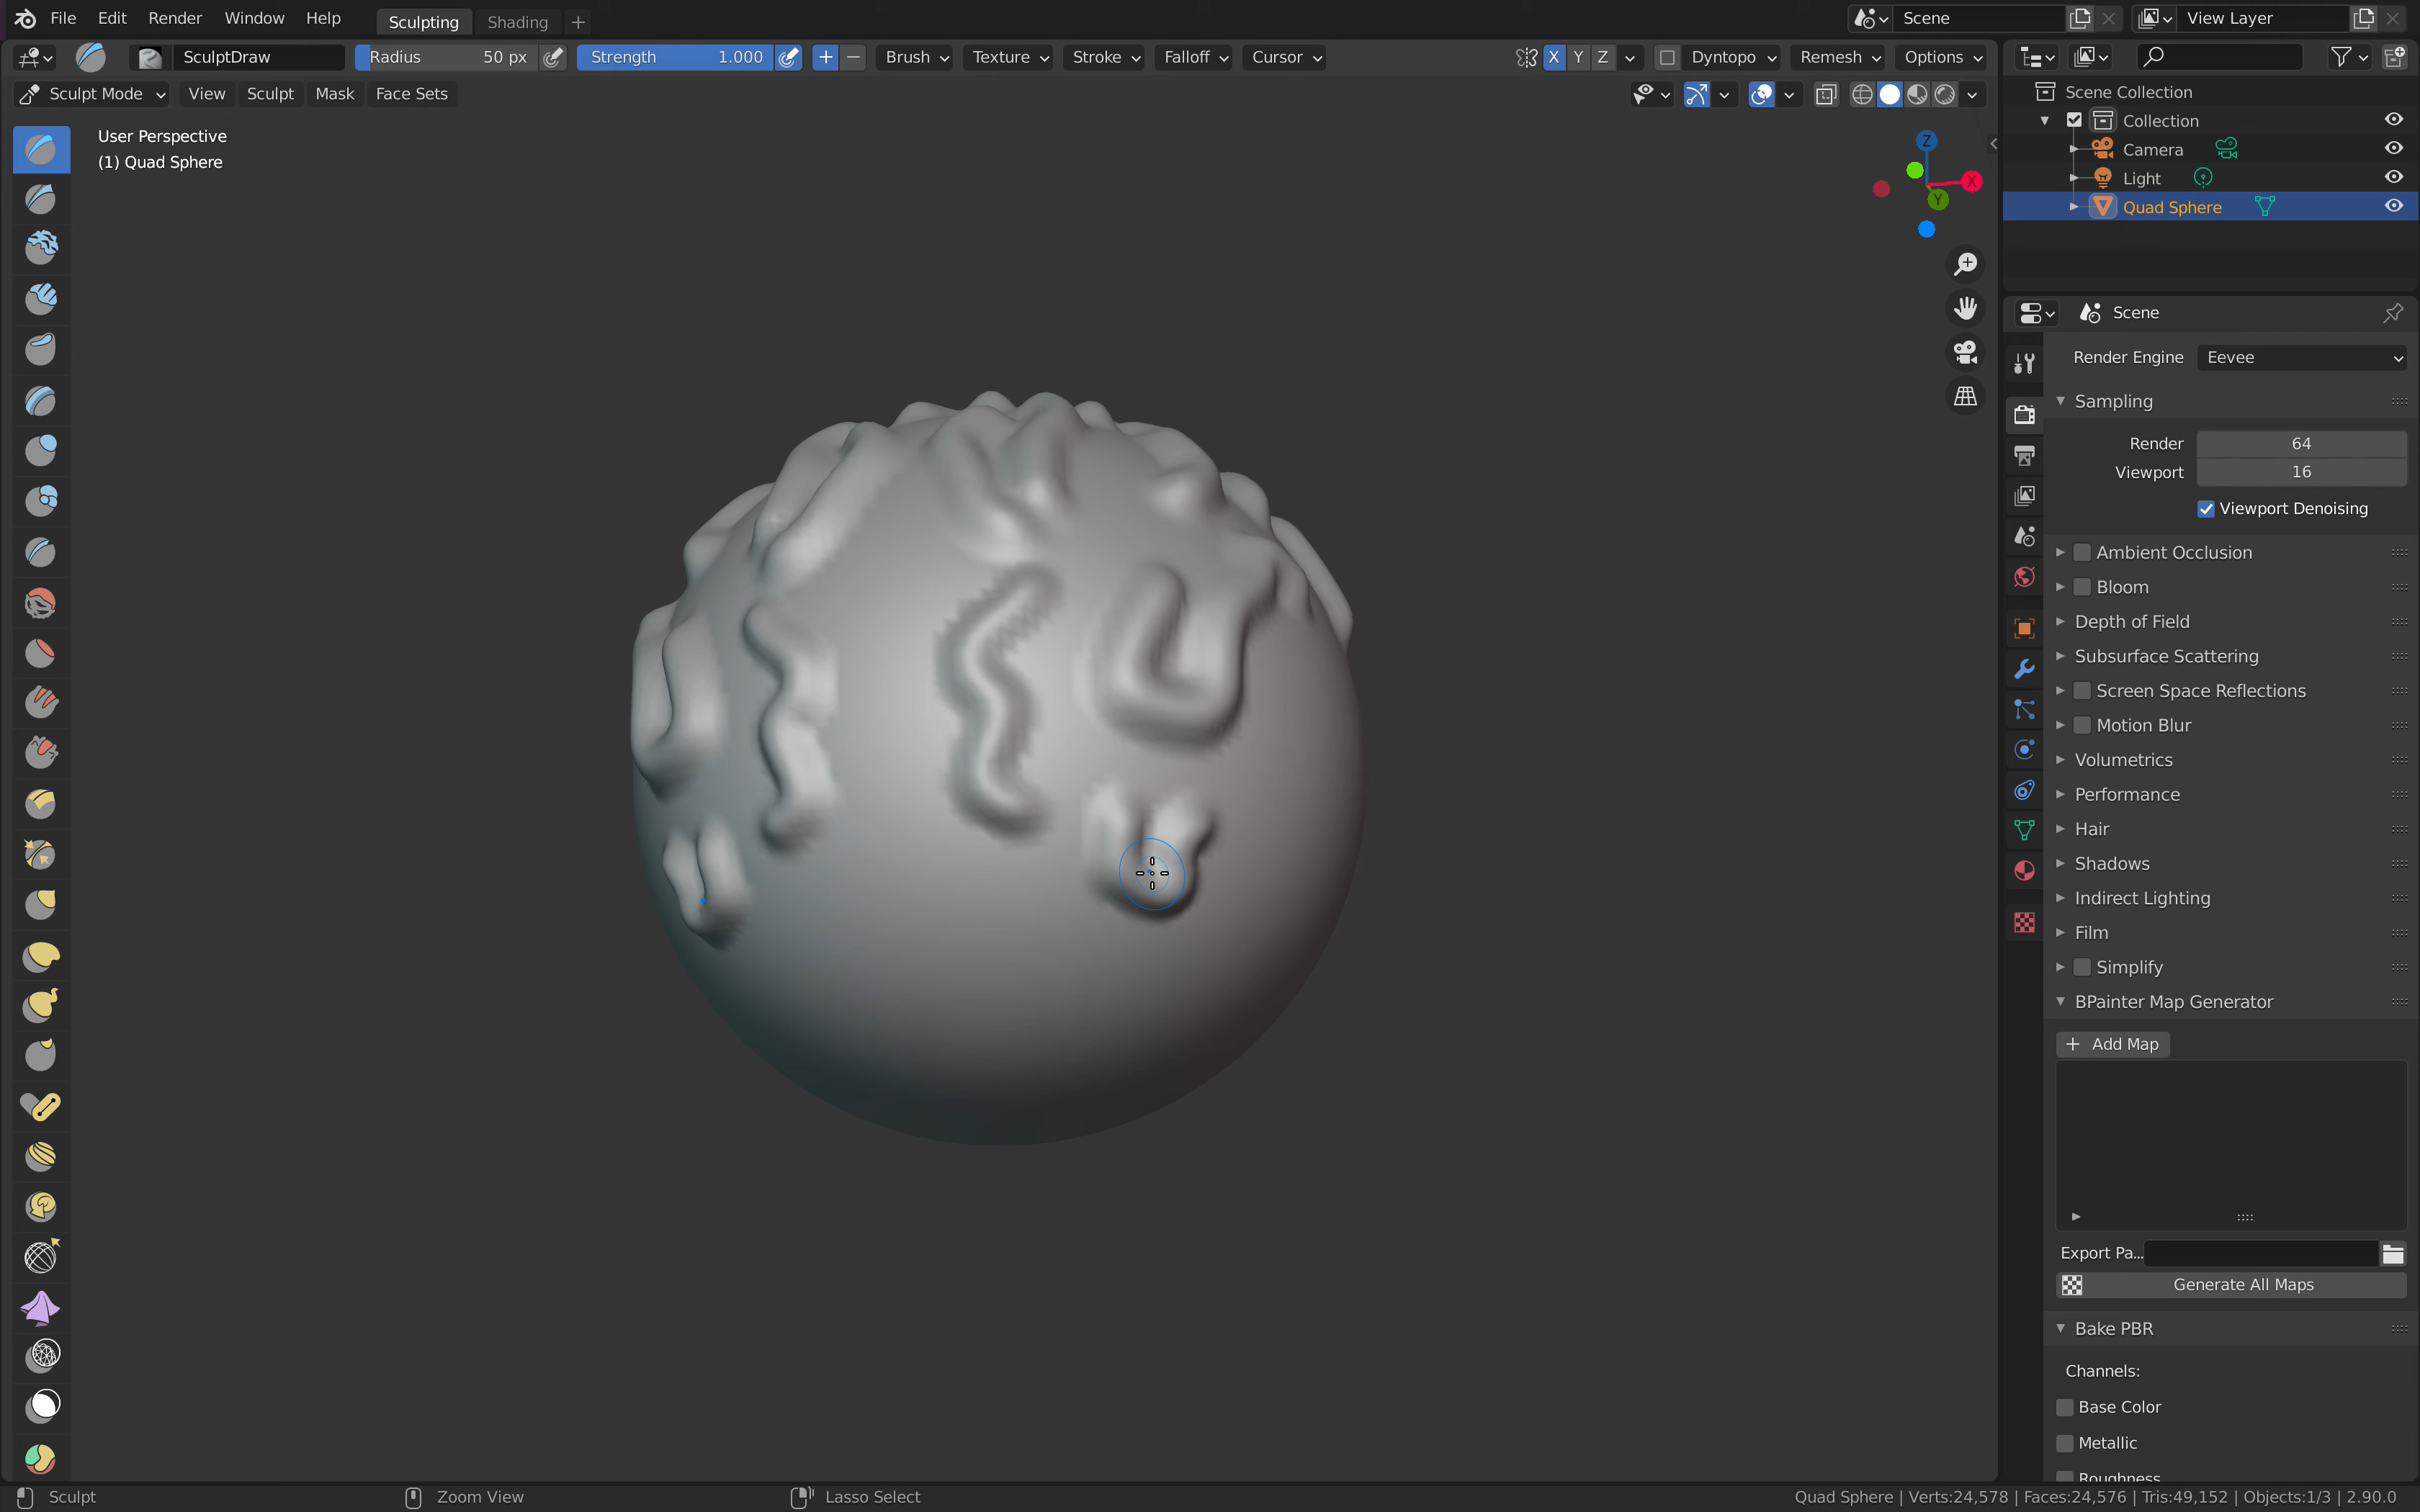 File Edit Render Window Help Sculpting Shading + Scene View Layer
SculptDraw Radius 50 px Strength 1.000 + − Brush Texture Stroke Falloff Cursor X Y Z Dyntopo Remesh Options
Sculpt Mode View Sculpt Mask Face Sets
User Perspective
(1) Quad Sphere
Z
X
Y
Scene Collection
Collection
Camera
Light
Quad Sphere
Scene
Render Engine Eevee
Sampling
Render 64
Viewport 16
Viewport Denoising
Ambient Occlusion
Bloom
Depth of Field
Subsurface Scattering
Screen Space Reflections
Motion Blur
Volumetrics
Performance
Hair
Shadows
Indirect Lighting
Film
Simplify
BPainter Map Generator
+ Add Map
Export Pa...
Generate All Maps
Bake PBR
Channels:
Base Color
Metallic
Roughness
Sculpt Zoom View Lasso Select Quad Sphere | Verts:24,578 | Faces:24,576 | Tris:49,152 | Objects:1/3 | 2.90.0